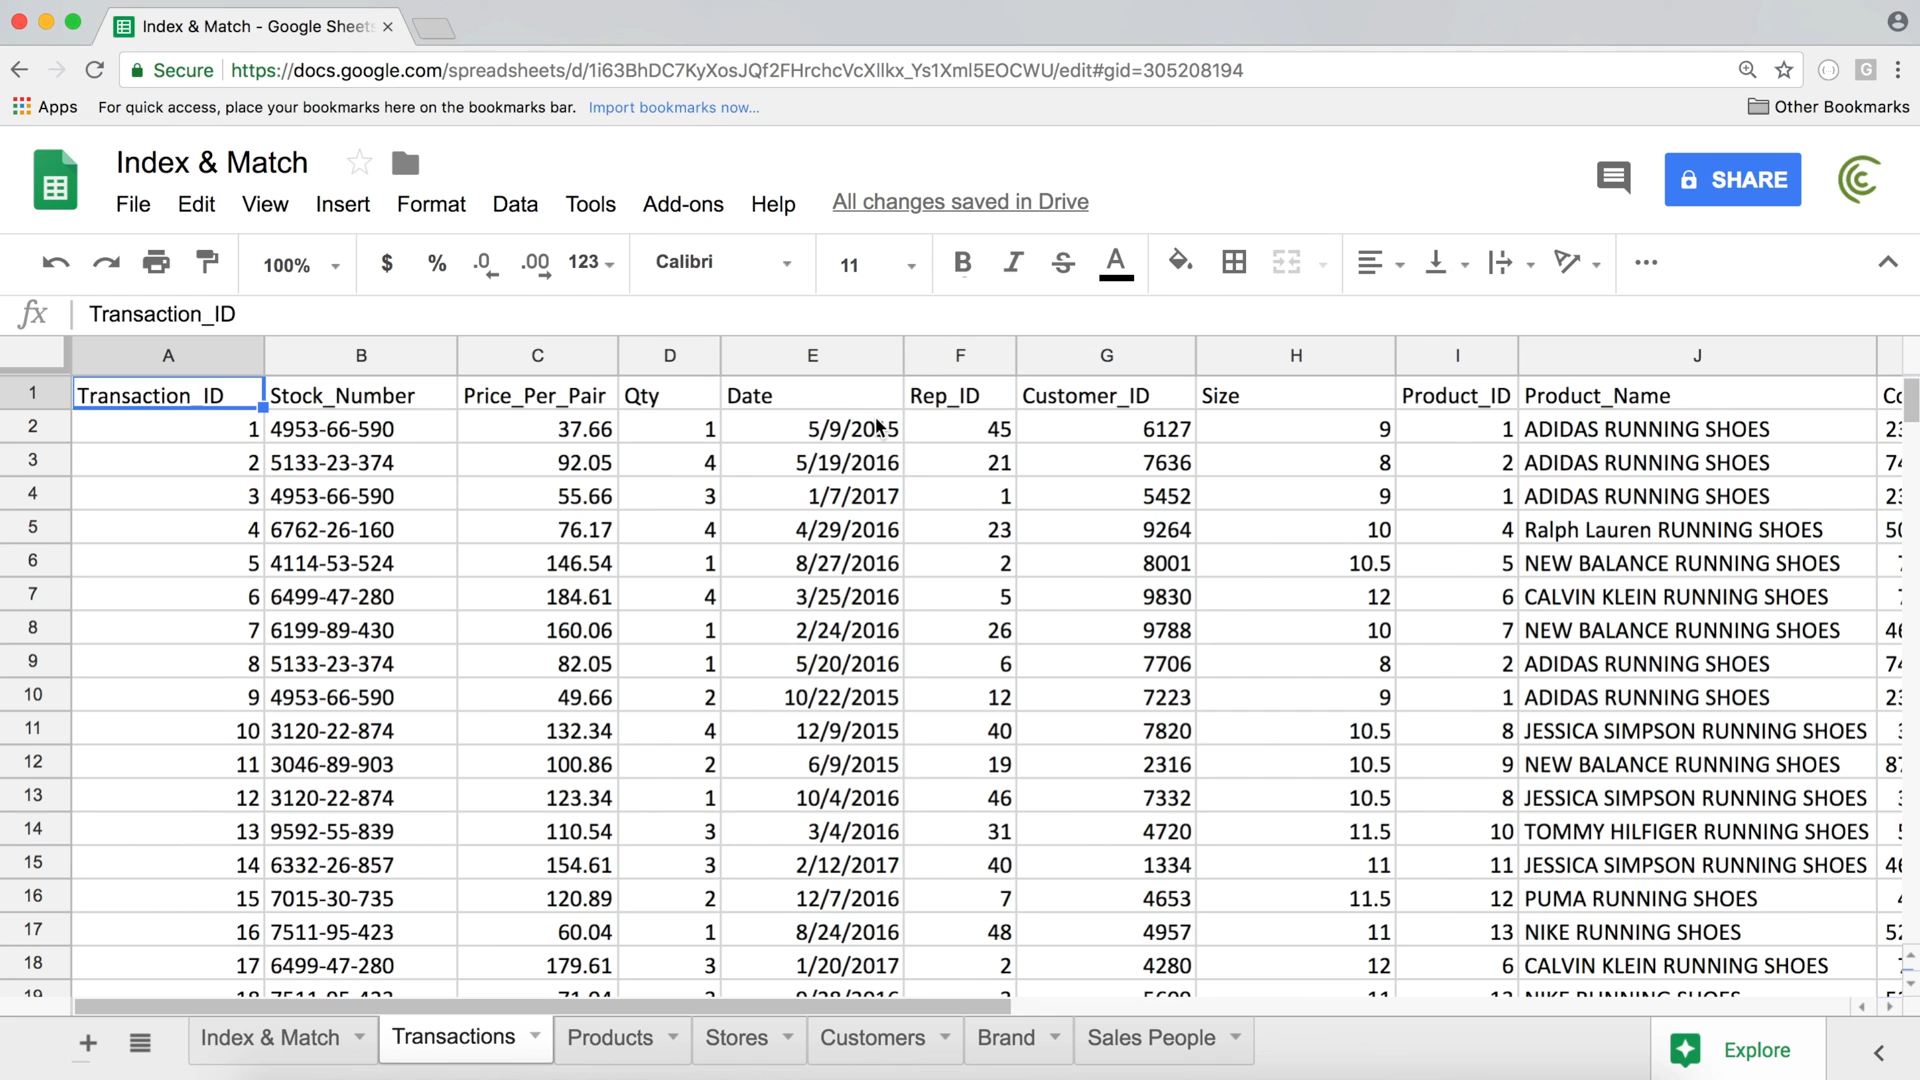 Index & Match - Google Sheets
Secure https://docs.google.com/spreadsheets/d/1i63BhDC7KyXosJQf2FHrchcVcXllkx_Ys1Xml5EOCWU/edit#gid=305208194
Apps For quick access, place your bookmarks here on the bookmarks bar. Import bookmarks now... Other Bookmarks
Index & Match
File Edit View Insert Format Data Tools Add-ons Help All changes saved in Drive SHARE
100% $ % .0 .00 123 Calibri 11 B I S A
fx Transaction_ID
A B C D E F G H I J
1 Transaction_ID Stock_Number Price_Per_Pair Qty Date Rep_ID Customer_ID Size Product_ID Product_Name
2 1 4953-66-590 37.66 1 5/9/2015 45 6127 9 1 ADIDAS RUNNING SHOES
3 2 5133-23-374 92.05 4 5/19/2016 21 7636 8 2 ADIDAS RUNNING SHOES
4 3 4953-66-590 55.66 3 1/7/2017 1 5452 9 1 ADIDAS RUNNING SHOES
5 4 6762-26-160 76.17 4 4/29/2016 23 9264 10 4 Ralph Lauren RUNNING SHOES
6 5 4114-53-524 146.54 1 8/27/2016 2 8001 10.5 5 NEW BALANCE RUNNING SHOES
7 6 6499-47-280 184.61 4 3/25/2016 5 9830 12 6 CALVIN KLEIN RUNNING SHOES
8 7 6199-89-430 160.06 1 2/24/2016 26 9788 10 7 NEW BALANCE RUNNING SHOES
9 8 5133-23-374 82.05 1 5/20/2016 6 7706 8 2 ADIDAS RUNNING SHOES
10 9 4953-66-590 49.66 2 10/22/2015 12 7223 9 1 ADIDAS RUNNING SHOES
11 10 3120-22-874 132.34 4 12/9/2015 40 7820 10.5 8 JESSICA SIMPSON RUNNING SHOES
12 11 3046-89-903 100.86 2 6/9/2015 19 2316 10.5 9 NEW BALANCE RUNNING SHOES
13 12 3120-22-874 123.34 1 10/4/2016 46 7332 10.5 8 JESSICA SIMPSON RUNNING SHOES
14 13 9592-55-839 110.54 3 3/4/2016 31 4720 11.5 10 TOMMY HILFIGER RUNNING SHOES
15 14 6332-26-857 154.61 3 2/12/2017 40 1334 11 11 JESSICA SIMPSON RUNNING SHOES
16 15 7015-30-735 120.89 2 12/7/2016 7 4653 11.5 12 PUMA RUNNING SHOES
17 16 7511-95-423 60.04 1 8/24/2016 48 4957 11 13 NIKE RUNNING SHOES
18 17 6499-47-280 179.61 3 1/20/2017 2 4280 12 6 CALVIN KLEIN RUNNING SHOES
Index & Match Transactions Products Stores Customers Brand Sales People Explore